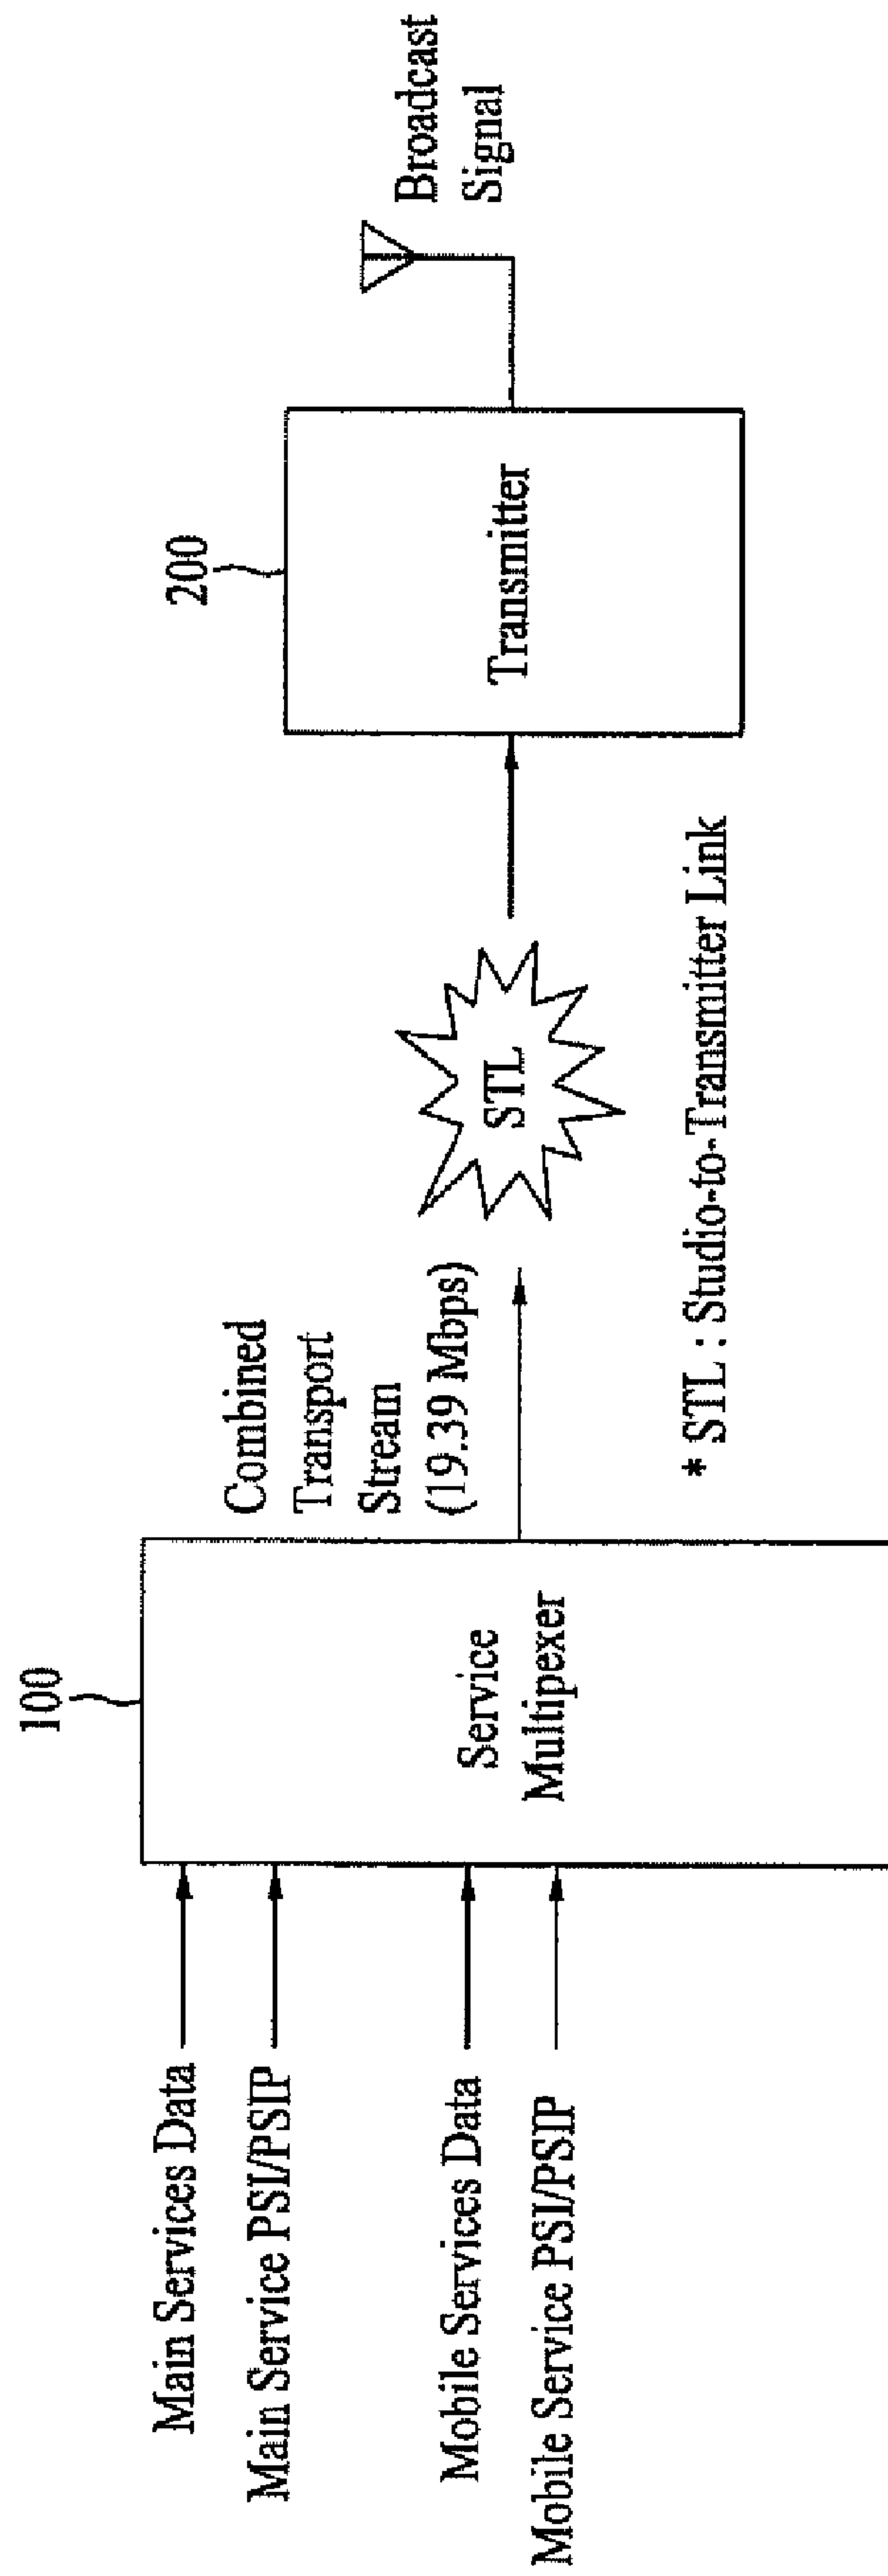 Main Services Data
Main Service PSI/PSIP
Mobile Services Data
Mobile Service PSI/PSIP
100
Service
Multipexer
Combined
Transport
Stream
(19.39 Mbps)
STL
200
Transmitter
Broadcast
Signal
* STL : Studio-to-Transmitter Link